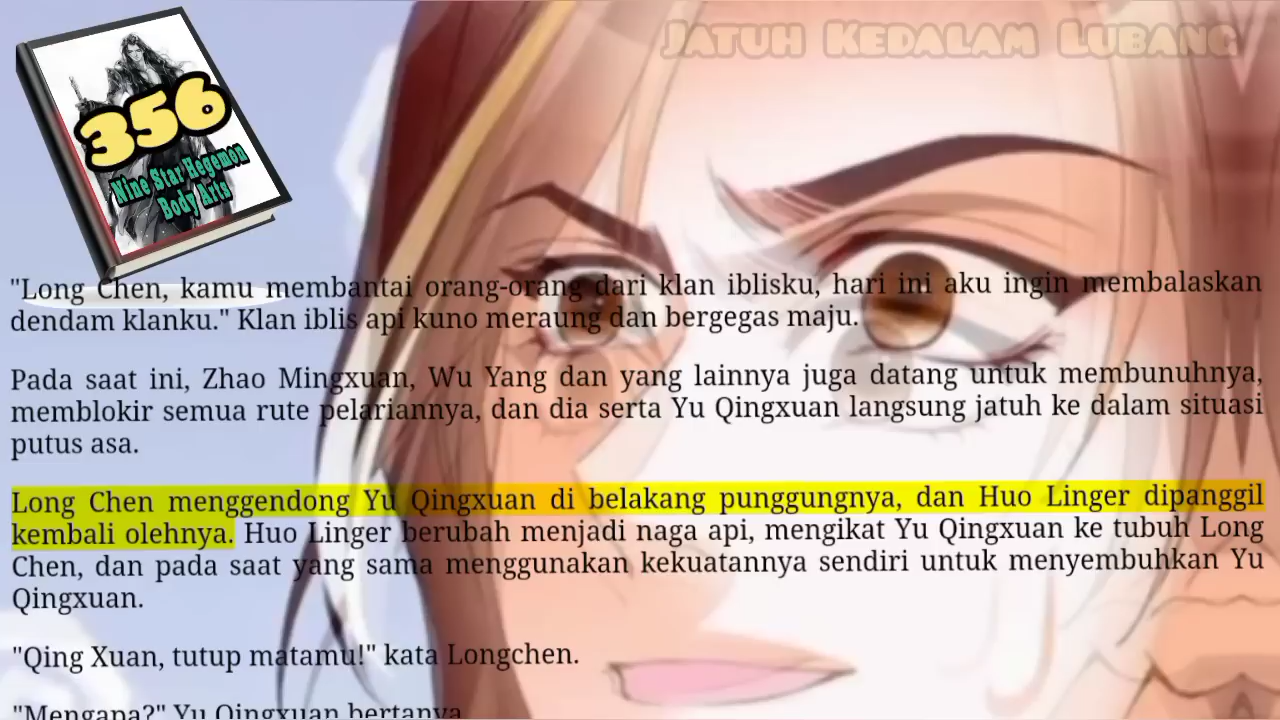 Jatuh Kedalam Lubang
356
Nine Star Hegemon
Body Arts
"Long Chen, kamu membantai orang-orang dari klan iblisku, hari ini aku ingin membalaskan
dendam klanku." Klan iblis api kuno meraung dan bergegas maju.
Pada saat ini, Zhao Mingxuan, Wu Yang dan yang lainnya juga datang untuk membunuhnya,
memblokir semua rute pelariannya, dan dia serta Yu Qingxuan langsung jatuh ke dalam situasi
putus asa.
Long Chen menggendong Yu Qingxuan di belakang punggungnya, dan Huo Linger dipanggil
kembali olehnya. Huo Linger berubah menjadi naga api, mengikat Yu Qingxuan ke tubuh Long
Chen, dan pada saat yang sama menggunakan kekuatannya sendiri untuk menyembuhkan Yu
Qingxuan.
"Qing Xuan, tutup matamu!" kata Longchen.
"Mengapa?" Yu Qingxuan bertanya